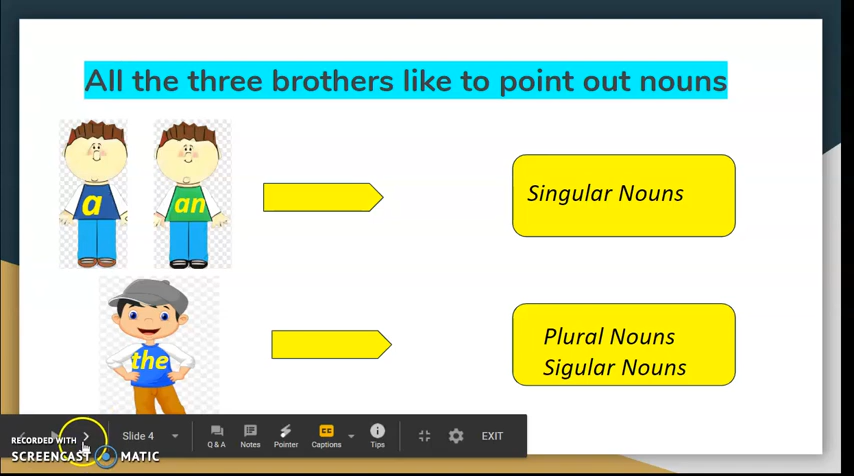 All the three brothers like to point out nouns
a
an
Singular Nouns
the
Plural Nouns
Sigular Nouns
RECORDED WITH
SCREENCAST MATIC
Slide 4
Q & A
Notes
Pointer
CC
Captions
Tips
EXIT